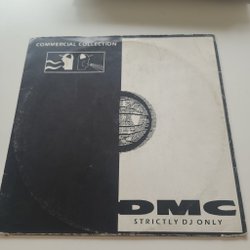 COMMERCIAL COLLECTION
DMC
STRICTLY DJ ONLY